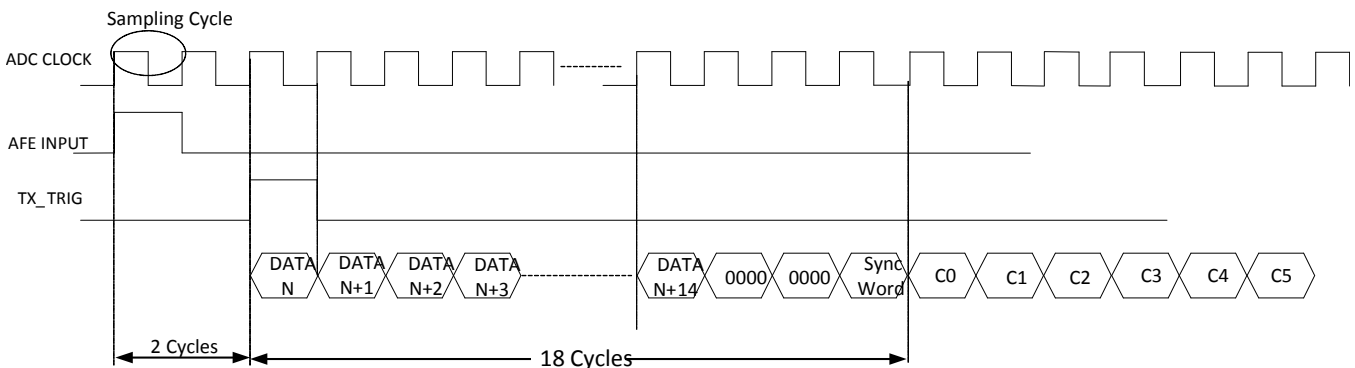 Sampling Cycle
ADC CLOCK
AFE INPUT
TX_TRIG
DATA N
DATA N+1
DATA N+2
DATA N+3
DATA N+14
0000
0000
Sync Word
C0
C1
C2
C3
C4
C5
2 Cycles
18 Cycles